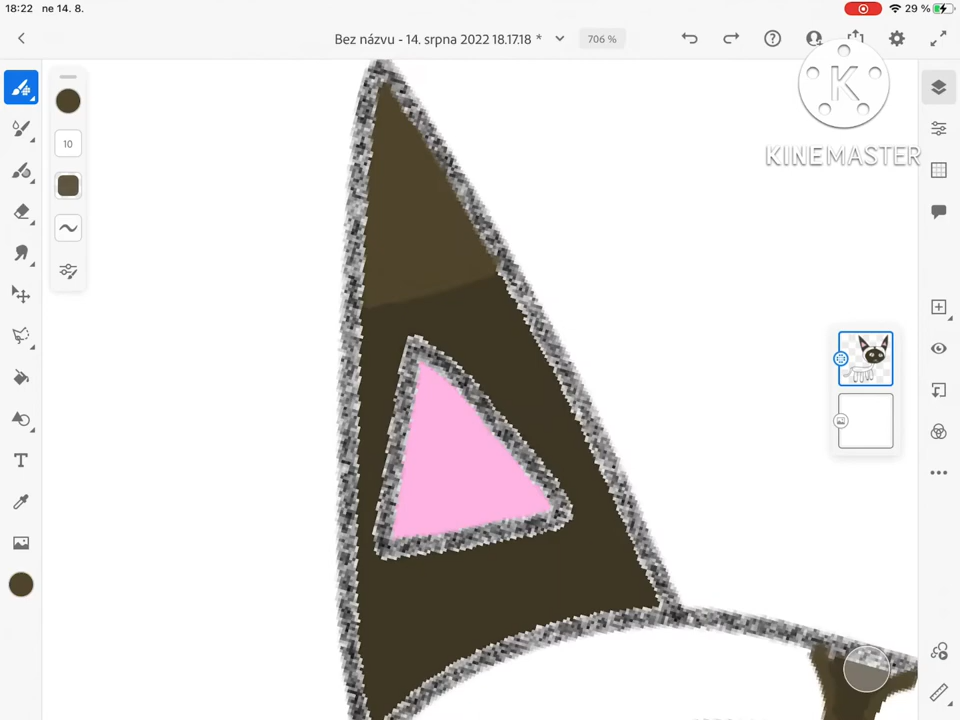 18:22 ne 14. 8. 29 %
Bez názvu - 14. srpna 2022 18.17.18 * 706 %
10
K
KINEMASTER
T